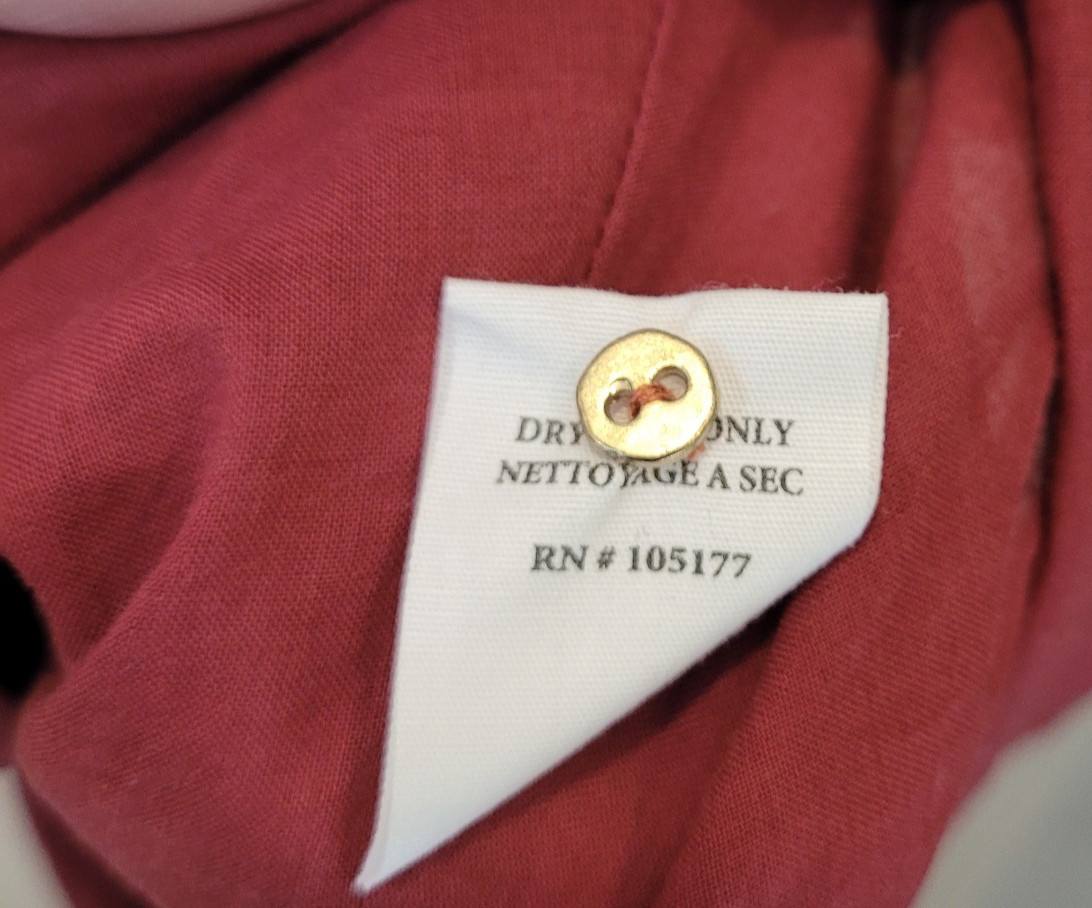 DRY ONLY
NETTOYAGE A SEC
RN # 105177